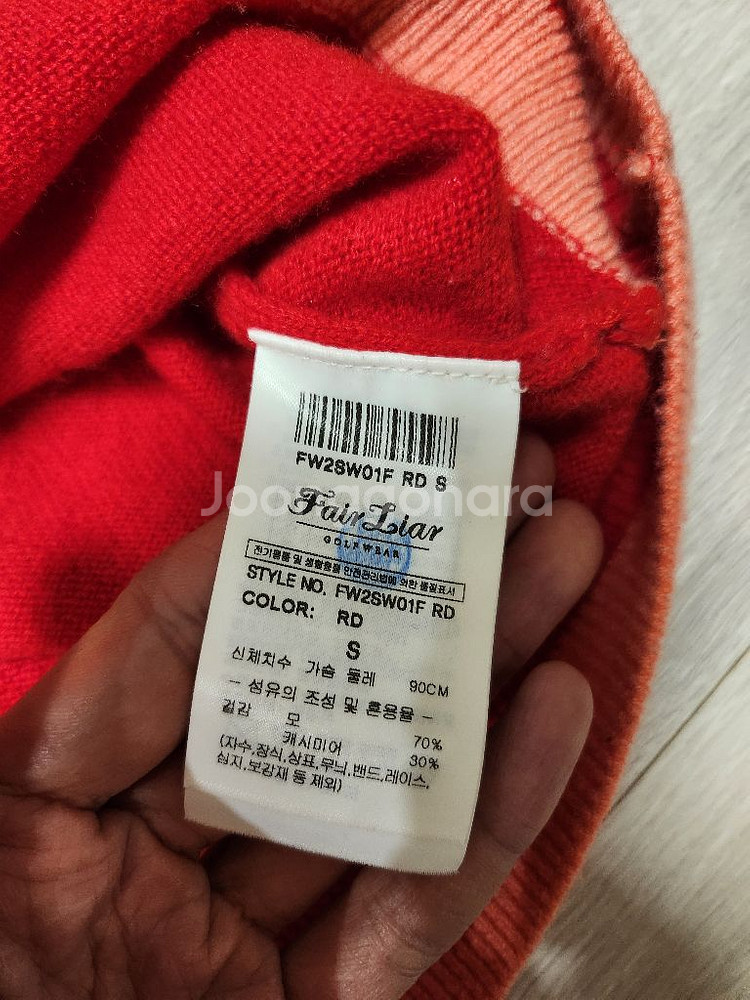 FW2SW01F RD S
Joonggonara
Fair Liar
GOLFWEAR
전기용품 및 생활용품 안전관리법에 의한 품질표시
STYLE NO. FW2SW01F RD
COLOR: RD
S
신체치수 가슴 둘레 90CM
- 섬유의 조성 및 혼용율 -
겉감 모 70%
캐시미어 30%
(자수,장식,상표,무늬,밴드,레이스,
심지,보강재 등 제외)